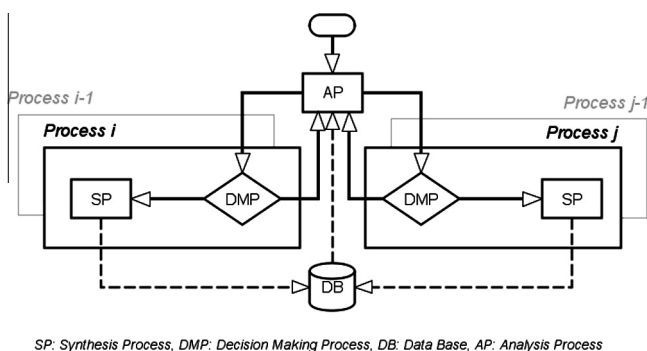 AP
Process i-1
Process j-1
Process i
Process j
SP
DMP
DMP
SP
DB
SP: Synthesis Process, DMP: Decision Making Process, DB: Data Base, AP: Analysis Process